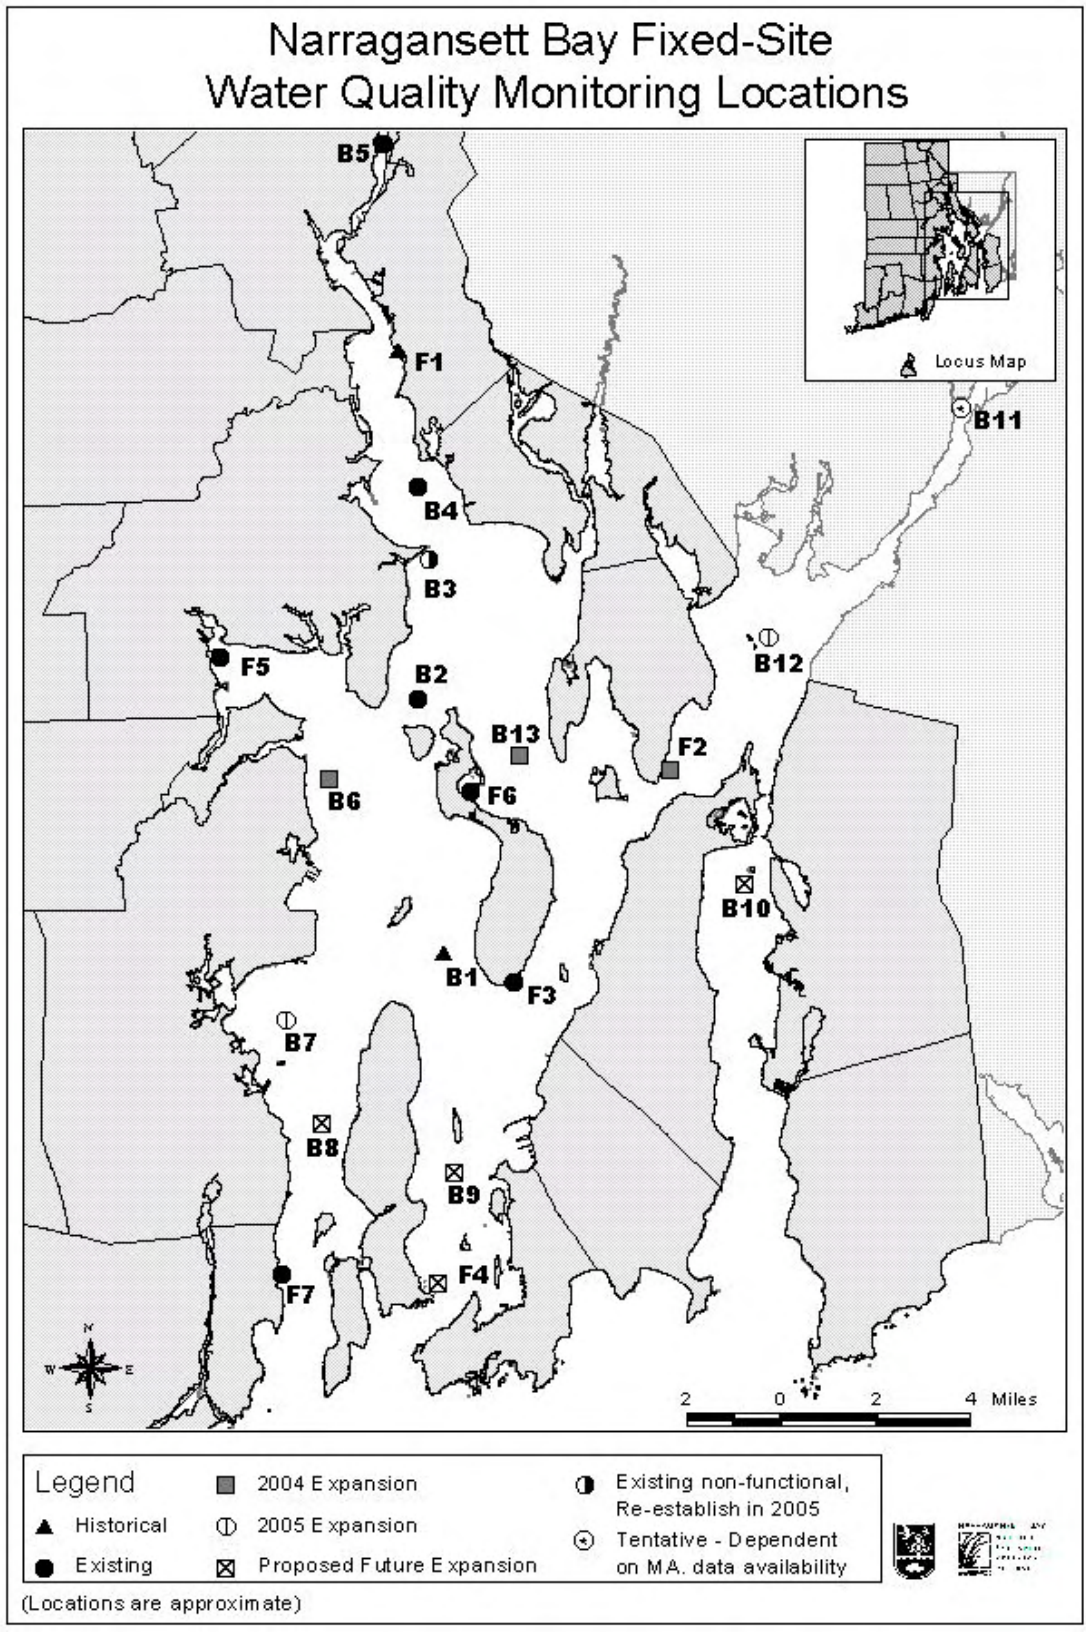 Narragansett Bay Fixed-Site
Water Quality Monitoring Locations
B5
Locus Map
F1
B11
B4
B3
F5
B12
B2
B13
F2
B6
F6
B10
B1
F3
B7
B8
B9
F4
F7
N
W
E
S
2 0 2 4 Miles
Legend
Historical
Existing
2004 Expansion
2005 Expansion
Proposed Future Expansion
Existing non-functional,
Re-establish in 2005
Tentative - Dependent
on MA. data availability
(Locations are approximate)